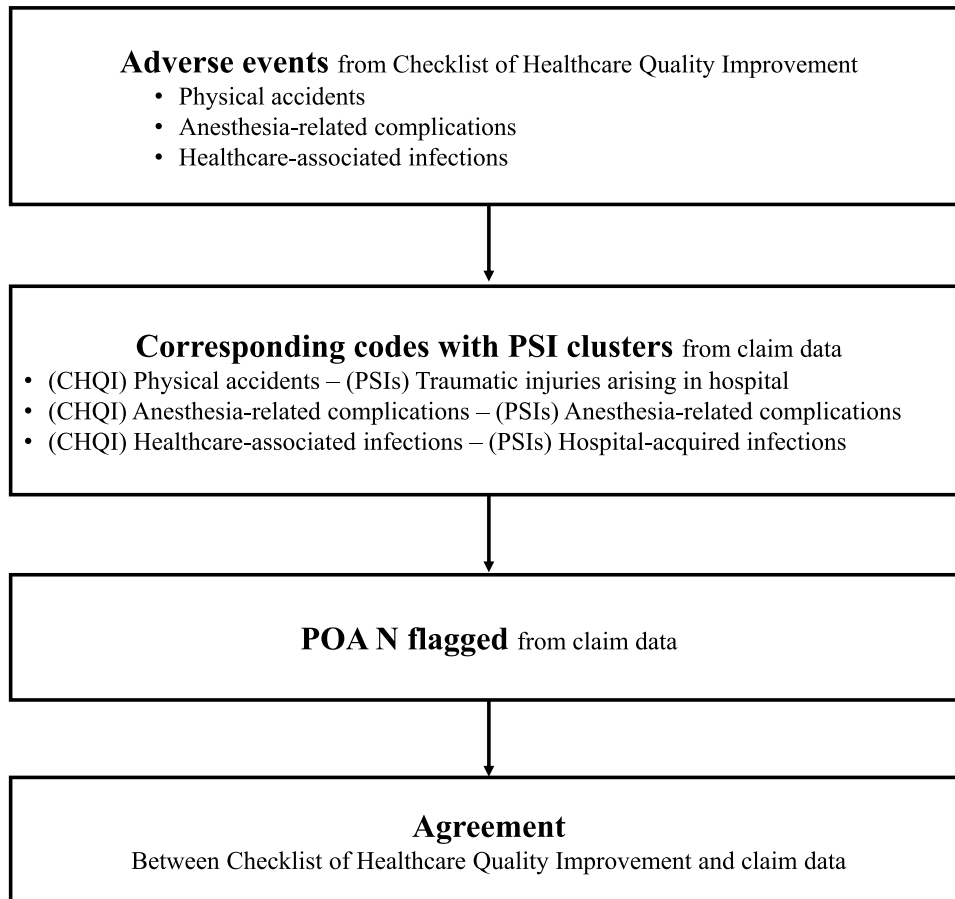 Adverse events from Checklist of Healthcare Quality Improvement
• Physical accidents
• Anesthesia-related complications
• Healthcare-associated infections
Corresponding codes with PSI clusters from claim data
• (CHQI) Physical accidents – (PSIs) Traumatic injuries arising in hospital
• (CHQI) Anesthesia-related complications – (PSIs) Anesthesia-related complications
• (CHQI) Healthcare-associated infections – (PSIs) Hospital-acquired infections
POA N flagged from claim data
Agreement
Between Checklist of Healthcare Quality Improvement and claim data